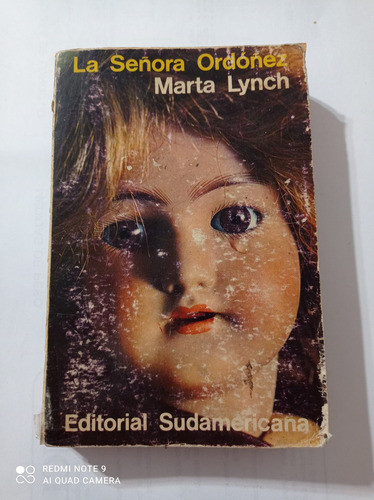 La Señora Ordóñez
Marta Lynch
Editorial Sudamericana
REDMI NOTE 9
AI QUAD CAMERA